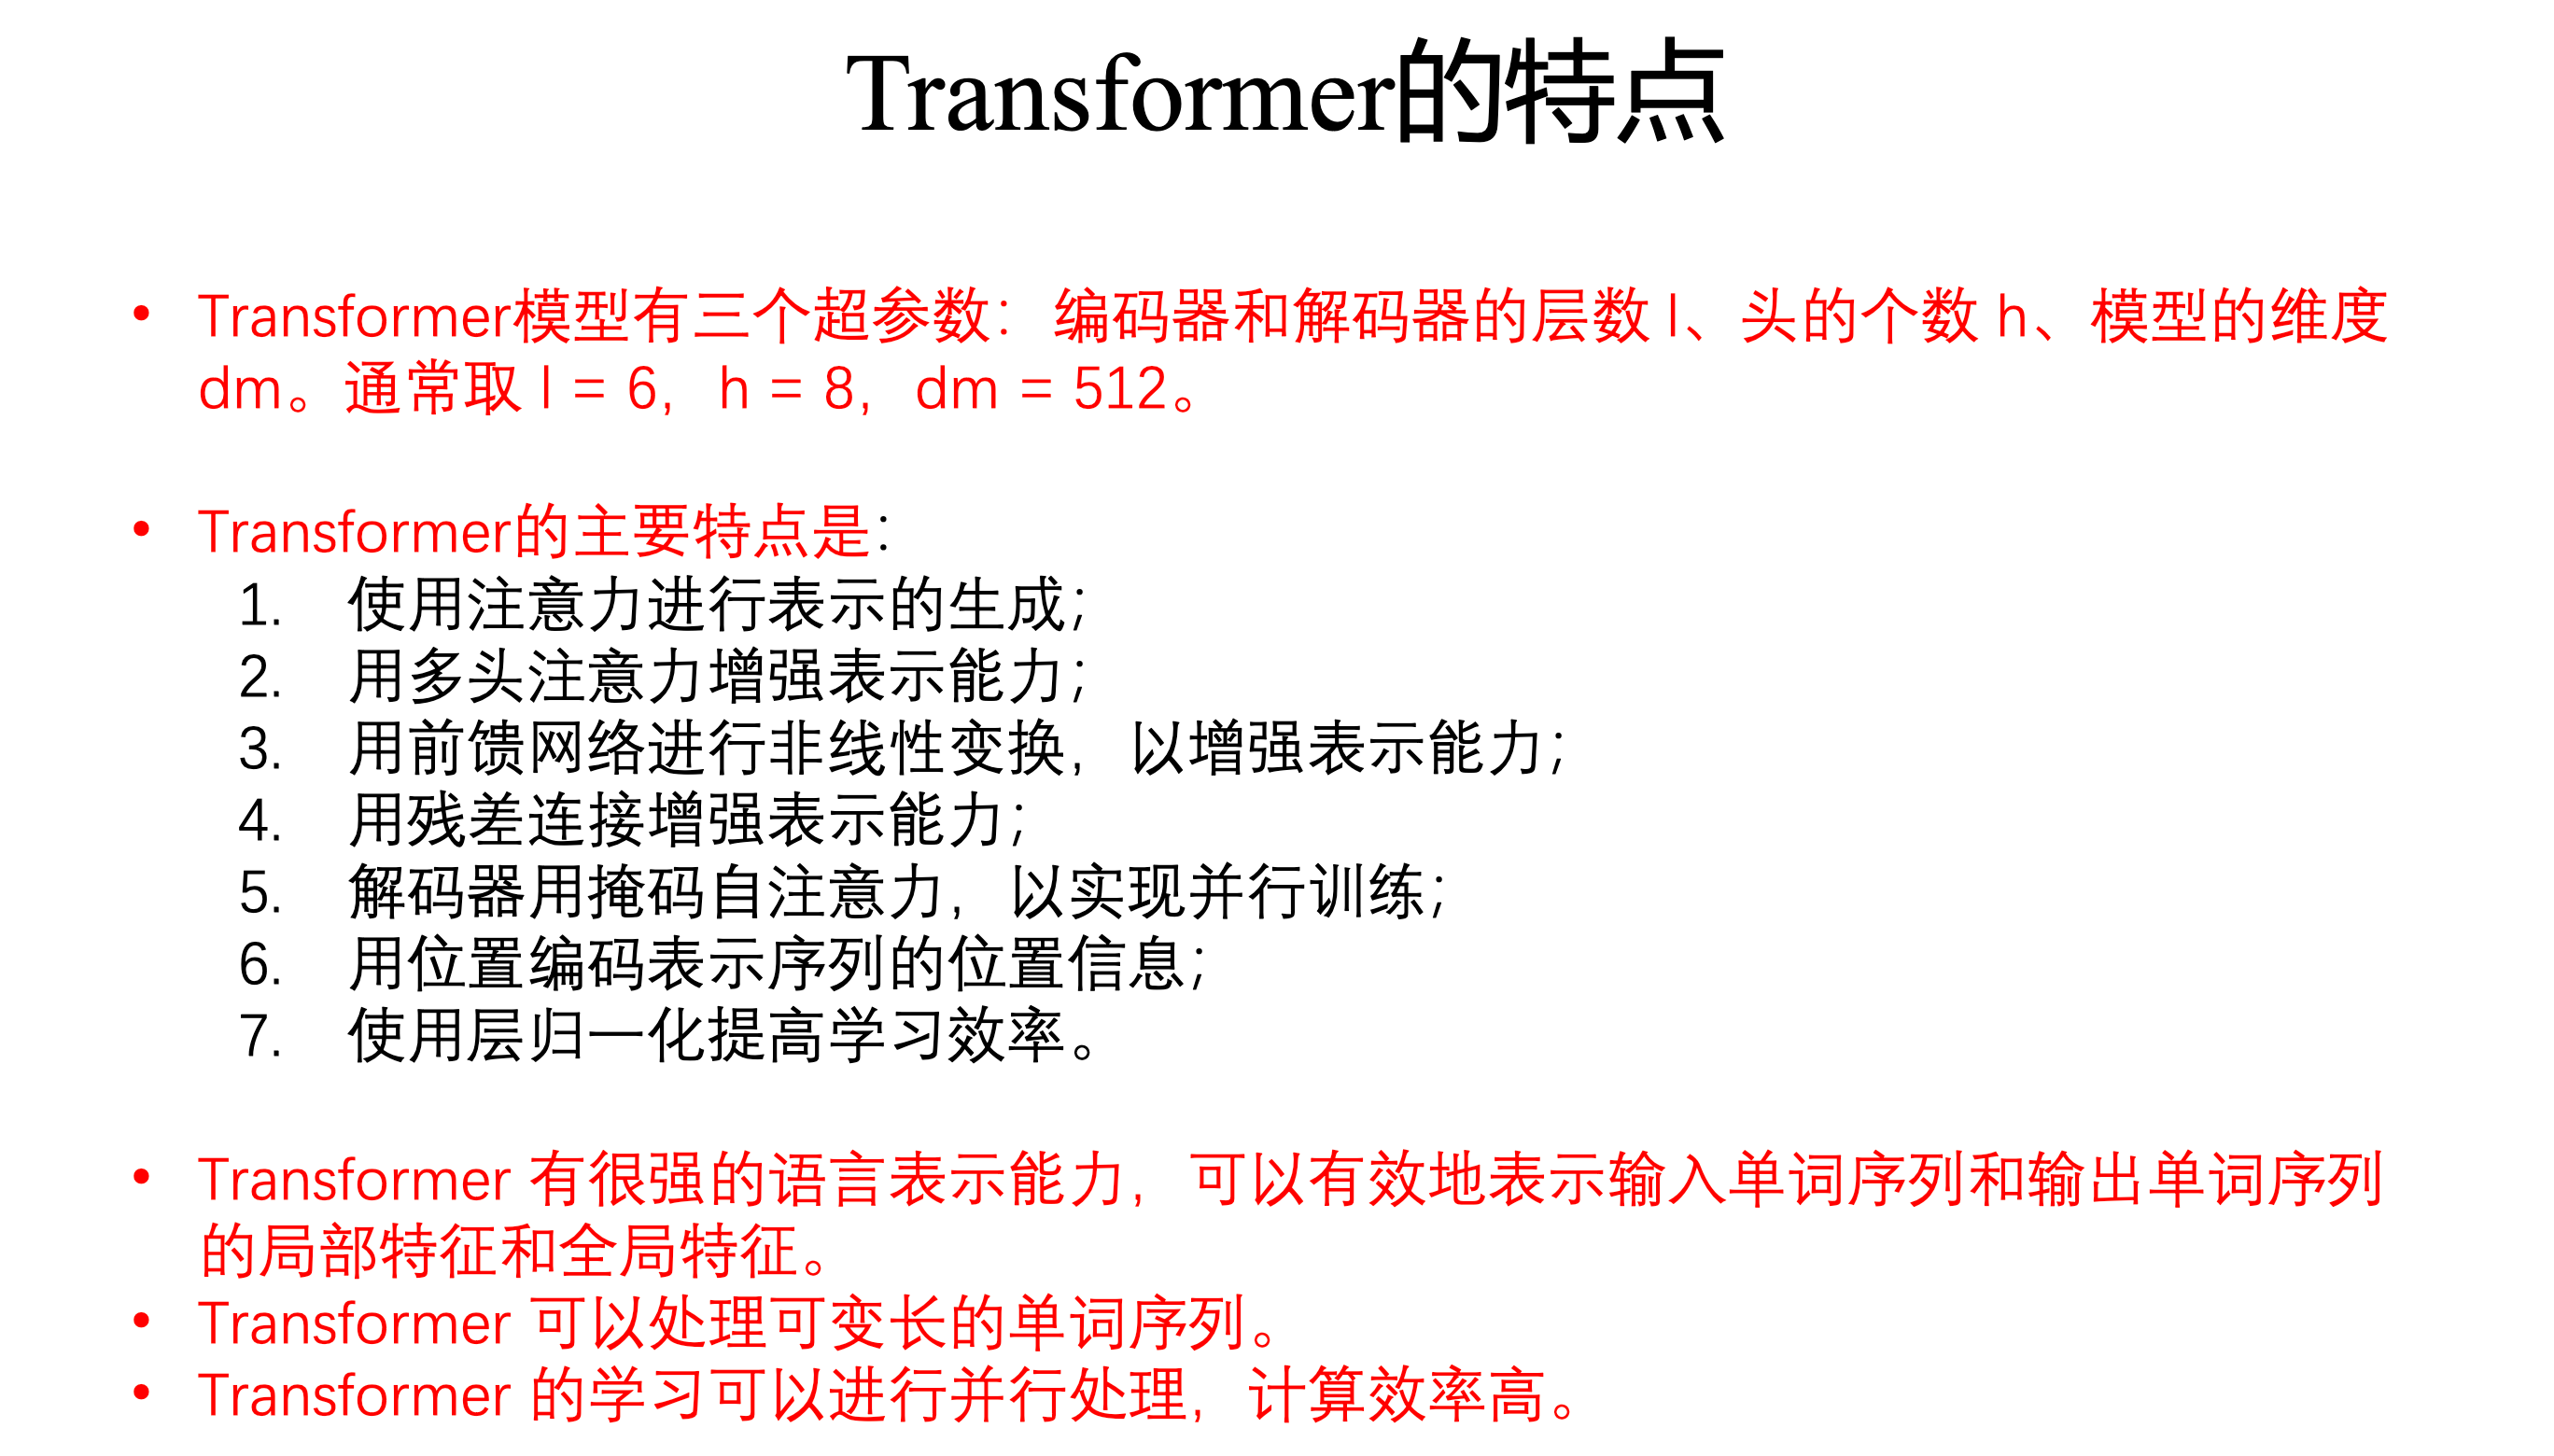 Transformer的特点
• Transformer模型有三个超参数：编码器和解码器的层数 l、头的个数 h、模型的维度
dm。通常取 l = 6，h = 8，dm = 512。
• Transformer的主要特点是：
1. 使用注意力进行表示的生成；
2. 用多头注意力增强表示能力；
3. 用前馈网络进行非线性变换，以增强表示能力；
4. 用残差连接增强表示能力；
5. 解码器用掩码自注意力，以实现并行训练；
6. 用位置编码表示序列的位置信息；
7. 使用层归一化提高学习效率。
• Transformer 有很强的语言表示能力，可以有效地表示输入单词序列和输出单词序列
的局部特征和全局特征。
• Transformer 可以处理可变长的单词序列。
• Transformer 的学习可以进行并行处理，计算效率高。